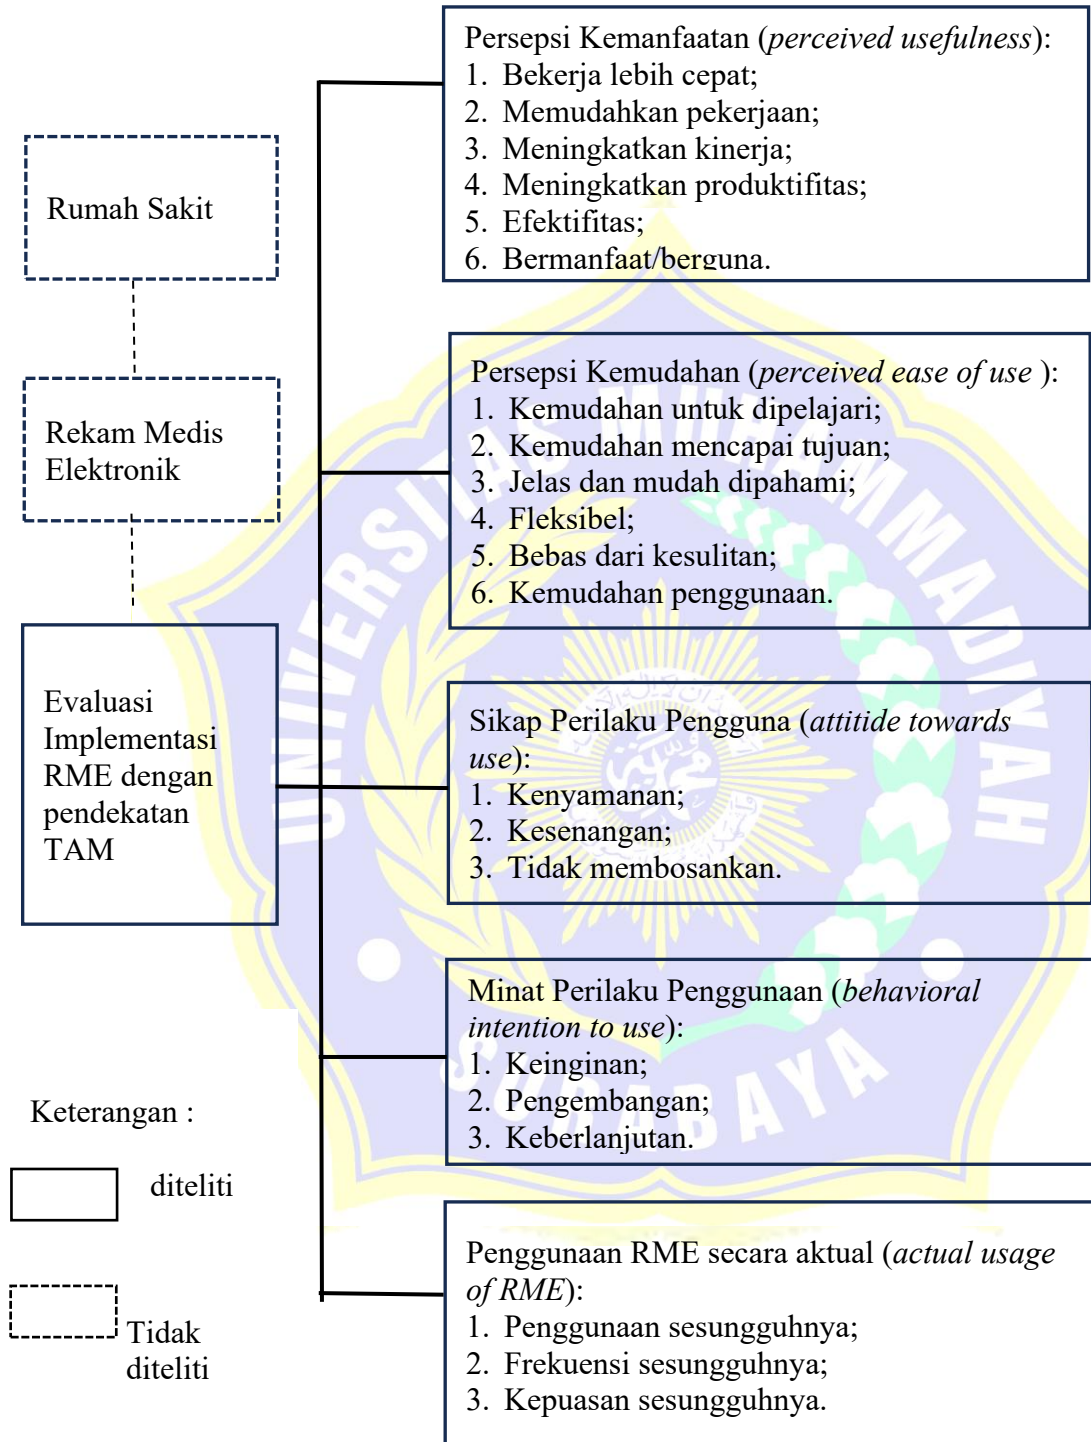 Persepsi Kemanfaatan (perceived usefulness):
1. Bekerja lebih cepat;
2. Memudahkan pekerjaan;
3. Meningkatkan kinerja;
4. Meningkatkan produktifitas;
5. Efektifitas;
6. Bermanfaat/berguna.
Rumah Sakit
Persepsi Kemudahan (perceived ease of use ):
1. Kemudahan untuk dipelajari;
2. Kemudahan mencapai tujuan;
3. Jelas dan mudah dipahami;
4. Fleksibel;
5. Bebas dari kesulitan;
6. Kemudahan penggunaan.
Rekam Medis
Elektronik
Evaluasi
Implementasi
RME dengan
pendekatan
TAM
Sikap Perilaku Pengguna (attitide towards
use):
1. Kenyamanan;
2. Kesenangan;
3. Tidak membosankan.
Minat Perilaku Penggunaan (behavioral
intention to use):
1. Keinginan;
2. Pengembangan;
3. Keberlanjutan.
Penggunaan RME secara aktual (actual usage
of RME):
1. Penggunaan sesungguhnya;
2. Frekuensi sesungguhnya;
3. Kepuasan sesungguhnya.
Keterangan :
diteliti
Tidak
diteliti
UNIVERSITAS MUHAMMADIYAH
SURABAYA